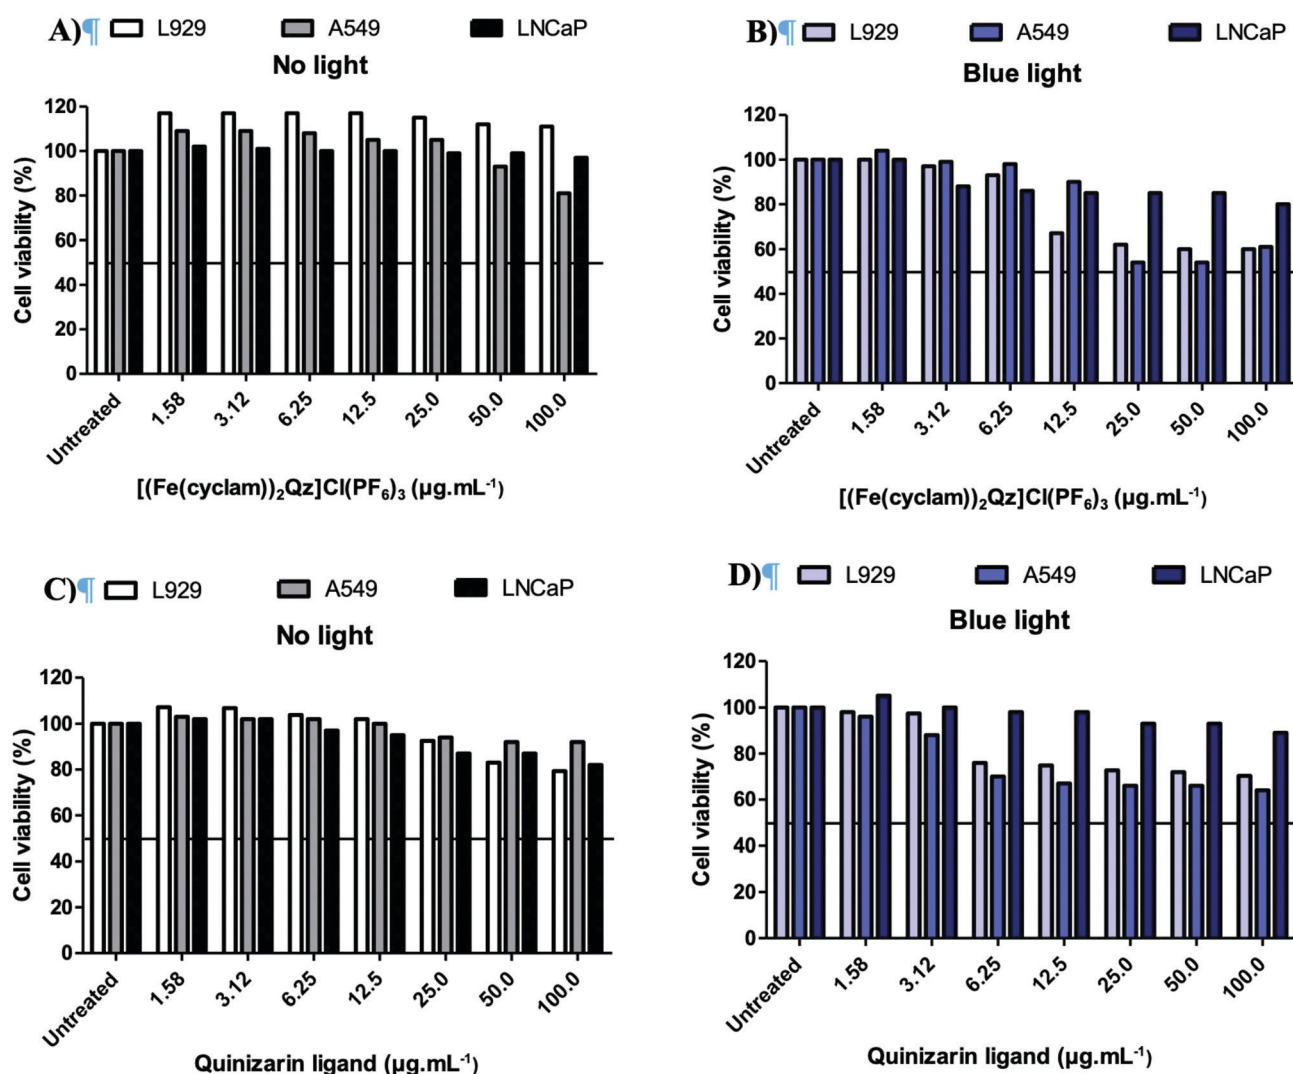 A)¶ L929 A549 LNCaP
No light
Cell viability (%)
120
100
80
60
40
20
0
Untreated 1.58 3.12 6.25 12.5 25.0 50.0 100.0
[(Fe(cyclam))₂Qz]Cl(PF₆)₃ (µg.mL⁻¹)
B)¶ L929 A549 LNCaP
Blue light
Cell viability (%)
120
100
80
60
40
20
0
Untreated 1.58 3.12 6.25 12.5 25.0 50.0 100.0
[(Fe(cyclam))₂Qz]Cl(PF₆)₃ (µg.mL⁻¹)
C)¶ L929 A549 LNCaP
No light
Cell viability (%)
120
100
80
60
40
20
0
Untreated 1.58 3.12 6.25 12.5 25.0 50.0 100.0
Quinizarin ligand (µg.mL⁻¹)
D)¶ L929 A549 LNCaP
Blue light
Cell viability (%)
120
100
80
60
40
20
0
Untreated 1.58 3.12 6.25 12.5 25.0 50.0 100.0
Quinizarin ligand (µg.mL⁻¹)